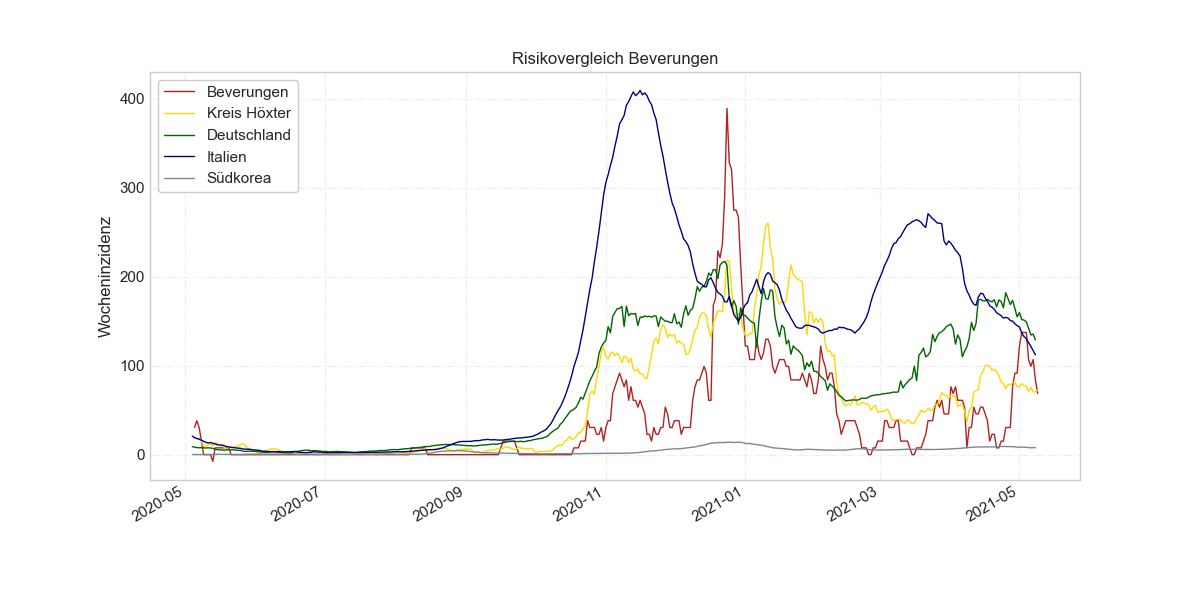 Risikovergleich Beverungen
Beverungen
Kreis Höxter
Deutschland
Italien
Südkorea
Wocheninzidenz
400
300
200
100
0
2020-05
2020-07
2020-09
2020-11
2021-01
2021-03
2021-05